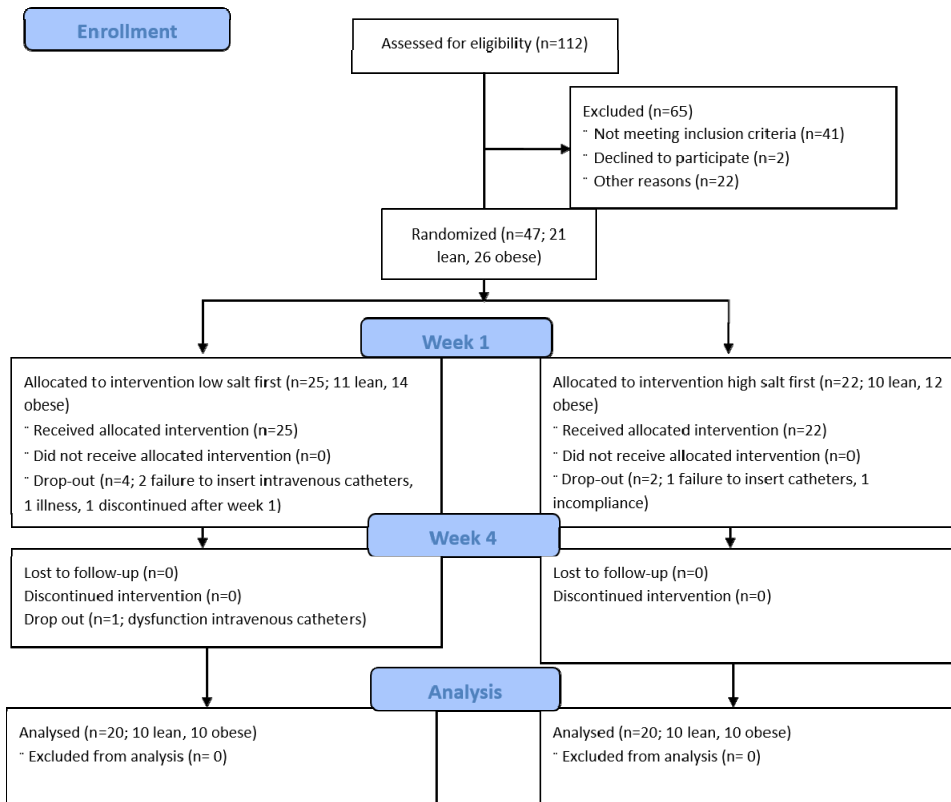 Enrollment
Assessed for eligibility (n=112)
Excluded (n=65)
¨ Not meeting inclusion criteria (n=41)
¨ Declined to participate (n=2)
¨ Other reasons (n=22)
Randomized (n=47; 21
lean, 26 obese)
Week 1
Allocated to intervention low salt first (n=25; 11 lean, 14
obese)
¨ Received allocated intervention (n=25)
¨ Did not receive allocated intervention (n=0)
¨ Drop-out (n=4; 2 failure to insert intravenous catheters,
1 illness, 1 discontinued after week 1)
Allocated to intervention high salt first (n=22; 10 lean, 12
obese)
¨ Received allocated intervention (n=22)
¨ Did not receive allocated intervention (n=0)
¨ Drop-out (n=2; 1 failure to insert catheters, 1
incompliance)
Week 4
Lost to follow-up (n=0)
Discontinued intervention (n=0)
Drop out (n=1; dysfunction intravenous catheters)
Lost to follow-up (n=0)
Discontinued intervention (n=0)
Analysis
Analysed (n=20; 10 lean, 10 obese)
¨ Excluded from analysis (n= 0)
Analysed (n=20; 10 lean, 10 obese)
¨ Excluded from analysis (n= 0)